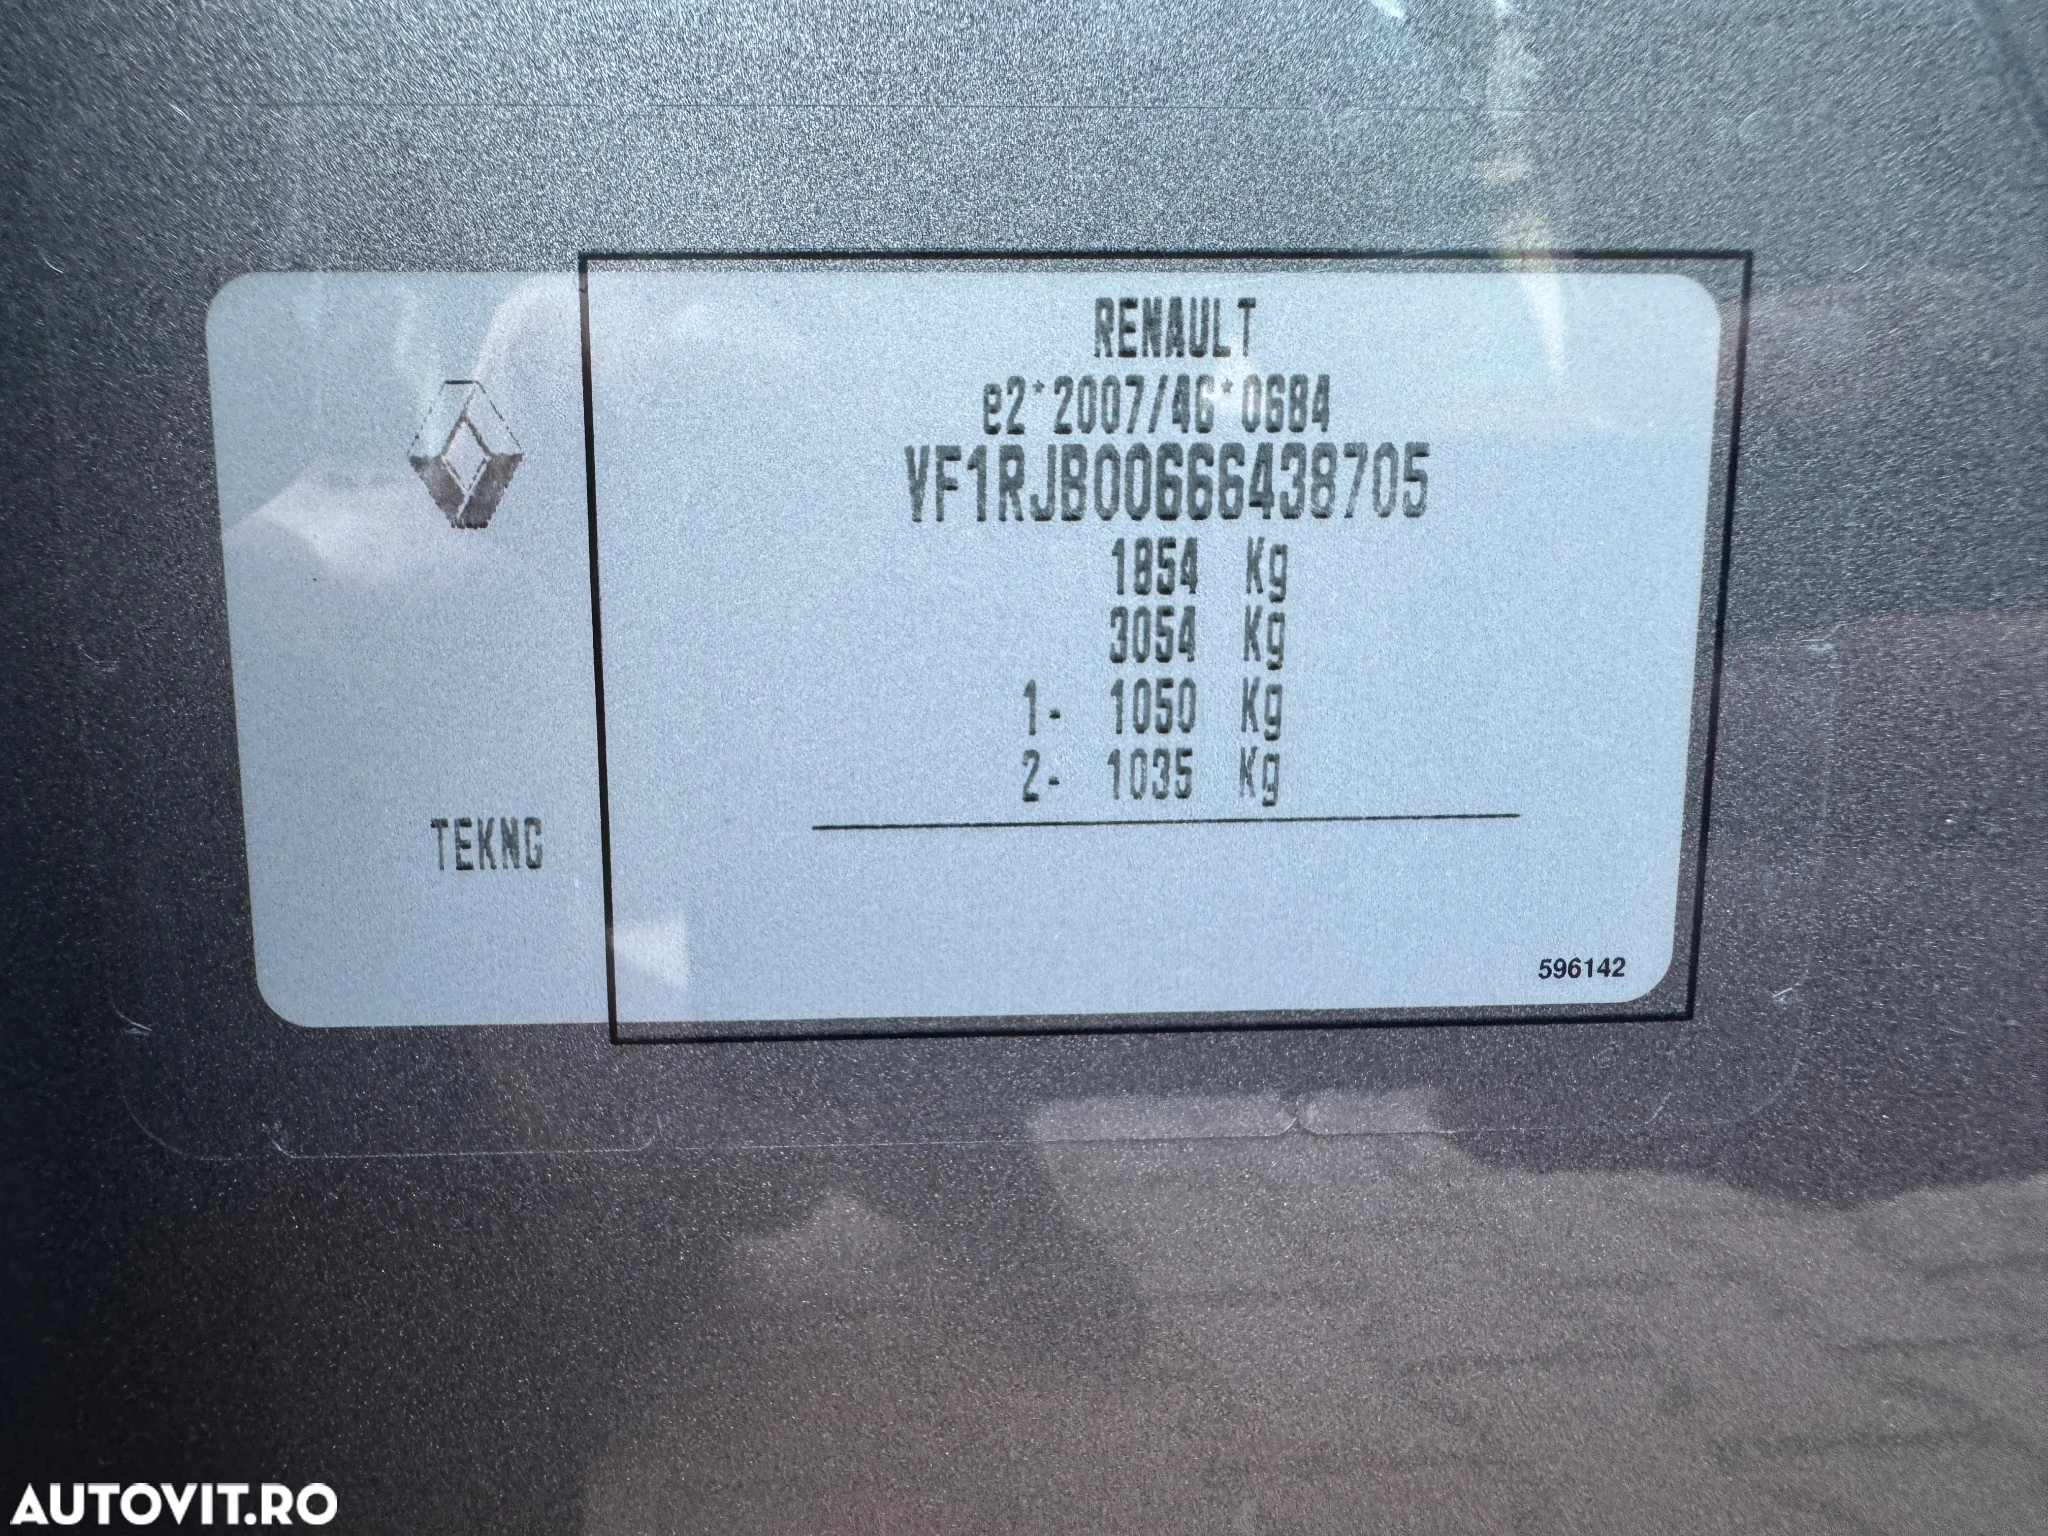 RENAULT
e2*2007/46*0684
VF1RJB00666438705
1854 Kg
3054 Kg
1- 1050 Kg
2- 1035 Kg
TEKNG
596142
AUTOVIT.RO